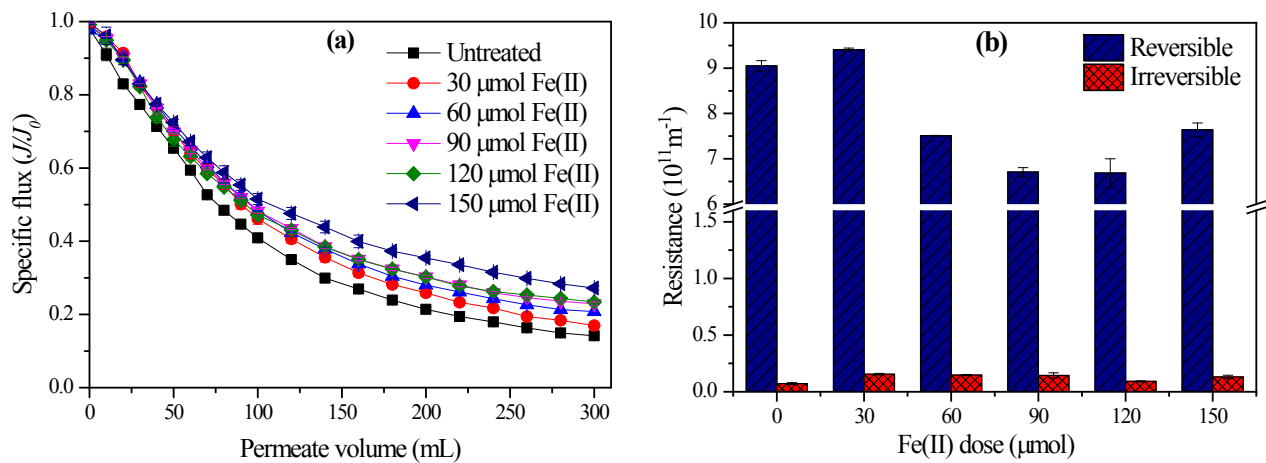 (a)
Untreated
30 μmol Fe(II)
60 μmol Fe(II)
90 μmol Fe(II)
120 μmol Fe(II)
150 μmol Fe(II)
Specific flux (J/J₀)
1.0
0.8
0.6
0.4
0.2
0.0
0 50 100 150 200 250 300
Permeate volume (mL)
(b)
Reversible
Irreversible
Resistance (10¹¹m⁻¹)
10
9
8
7
6
1.5
1.0
0.5
0.0
0 30 60 90 120 150
Fe(II) dose (μmol)